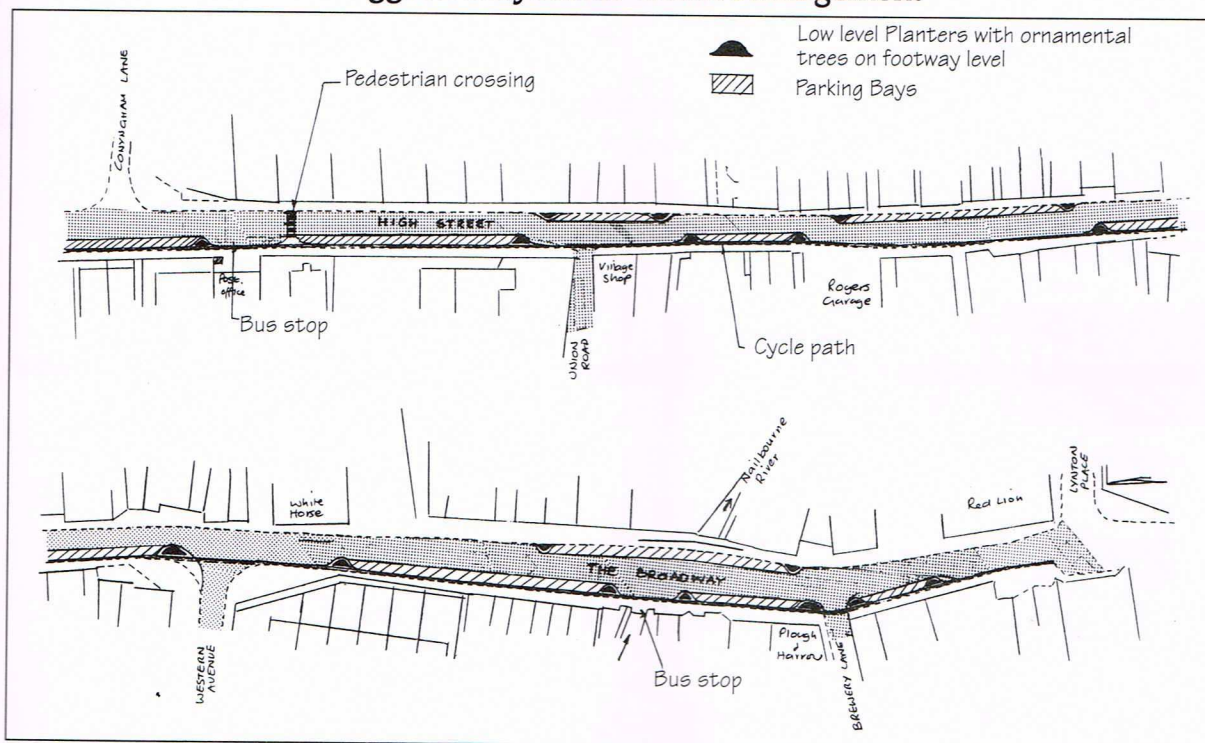 Low level Planters with ornamental
trees on footway level
Parking Bays
Pedestrian crossing
CONYNGHAM LANE
HIGH STREET
Post office
Bus stop
UNION ROAD
Village Shop
Cycle path
Rogers Garage
Nailbourne River
White Horse
Red Lion
LYNTON PLACE
THE BROADWAY
WESTERN AVENUE
Bus stop
Plough & Harrow
BREWERY LANE